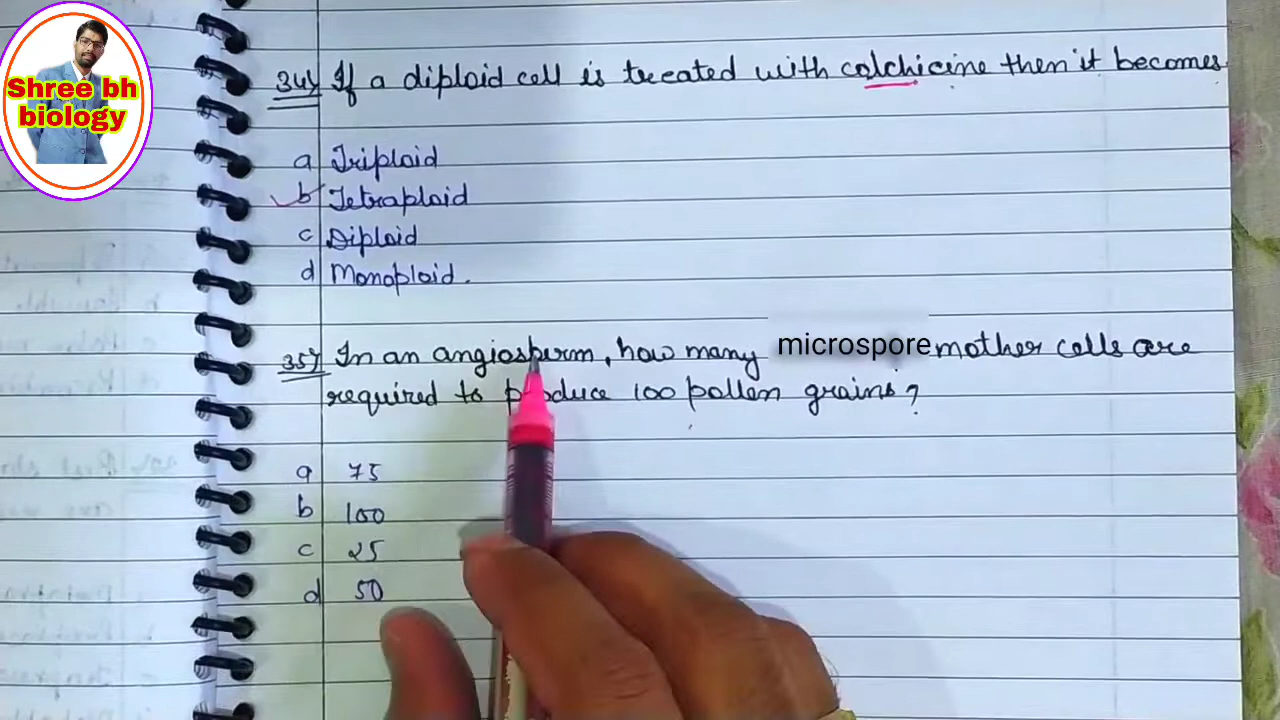 Shree bh
biology
34) If a diploid cell is treated with colchicine then it becomes
a Triploid
b Tetraploid
c Diploid
d Monoploid.
35) In an angiosperm, how many microspore mother cells are
required to produce 100 pollen grains?
a 75
b 100
c 25
d 50